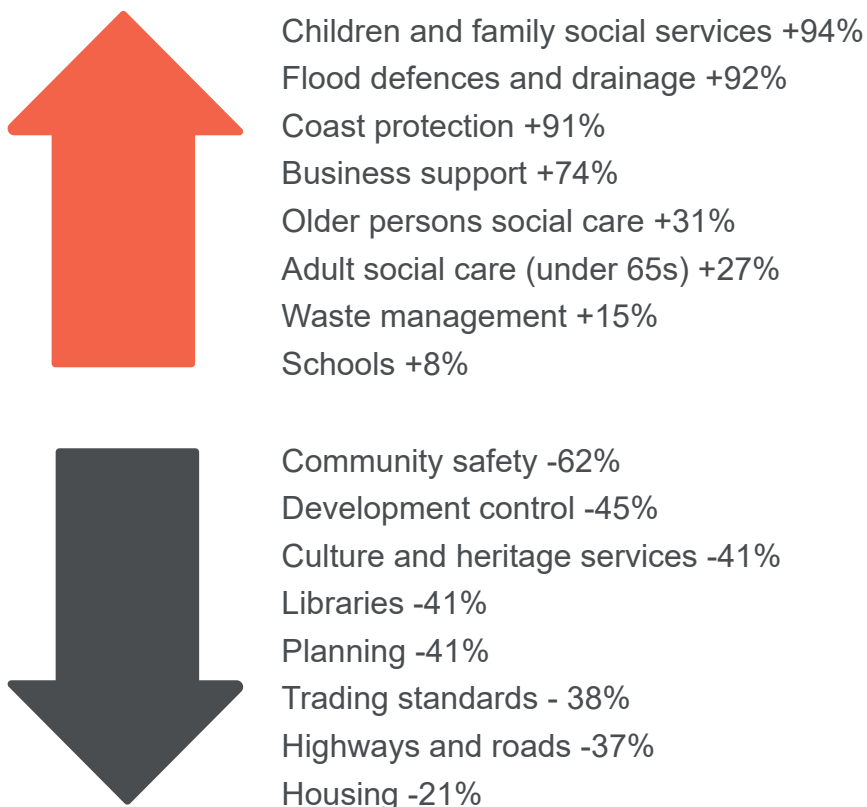 Children and family social services +94%
Flood defences and drainage +92%
Coast protection +91%
Business support +74%
Older persons social care +31%
Adult social care (under 65s) +27%
Waste management +15%
Schools +8%
Community safety -62%
Development control -45%
Culture and heritage services -41%
Libraries -41%
Planning -41%
Trading standards - 38%
Highways and roads -37%
Housing -21%